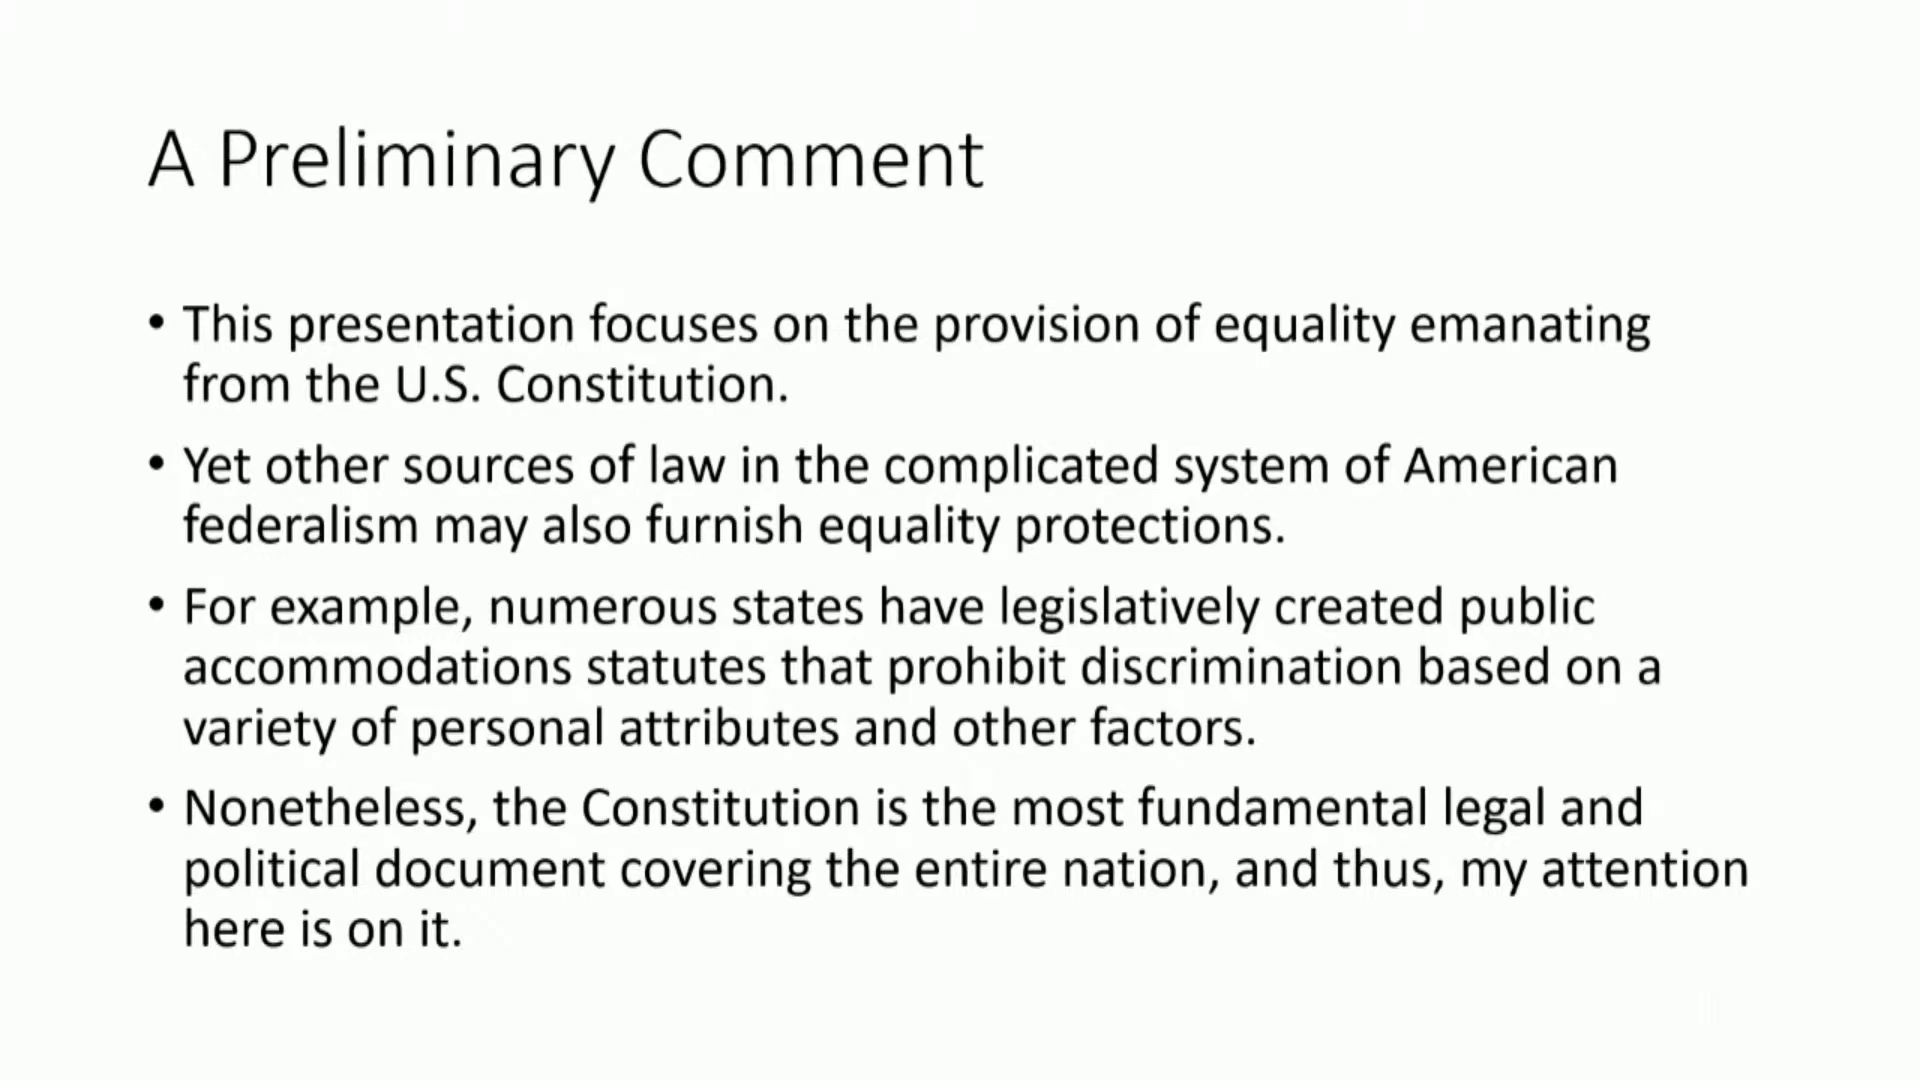 A Preliminary Comment
• This presentation focuses on the provision of equality emanating
from the U.S. Constitution.
• Yet other sources of law in the complicated system of American
federalism may also furnish equality protections.
• For example, numerous states have legislatively created public
accommodations statutes that prohibit discrimination based on a
variety of personal attributes and other factors.
• Nonetheless, the Constitution is the most fundamental legal and
political document covering the entire nation, and thus, my attention
here is on it.